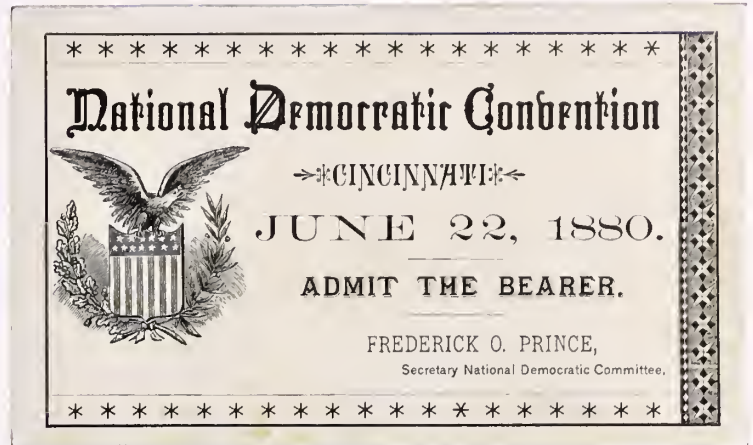 National Democratic Convention
CINCINNATI
JUNE 22, 1880.
ADMIT THE BEARER.
FREDERICK O. PRINCE,
Secretary National Democratic Committee.